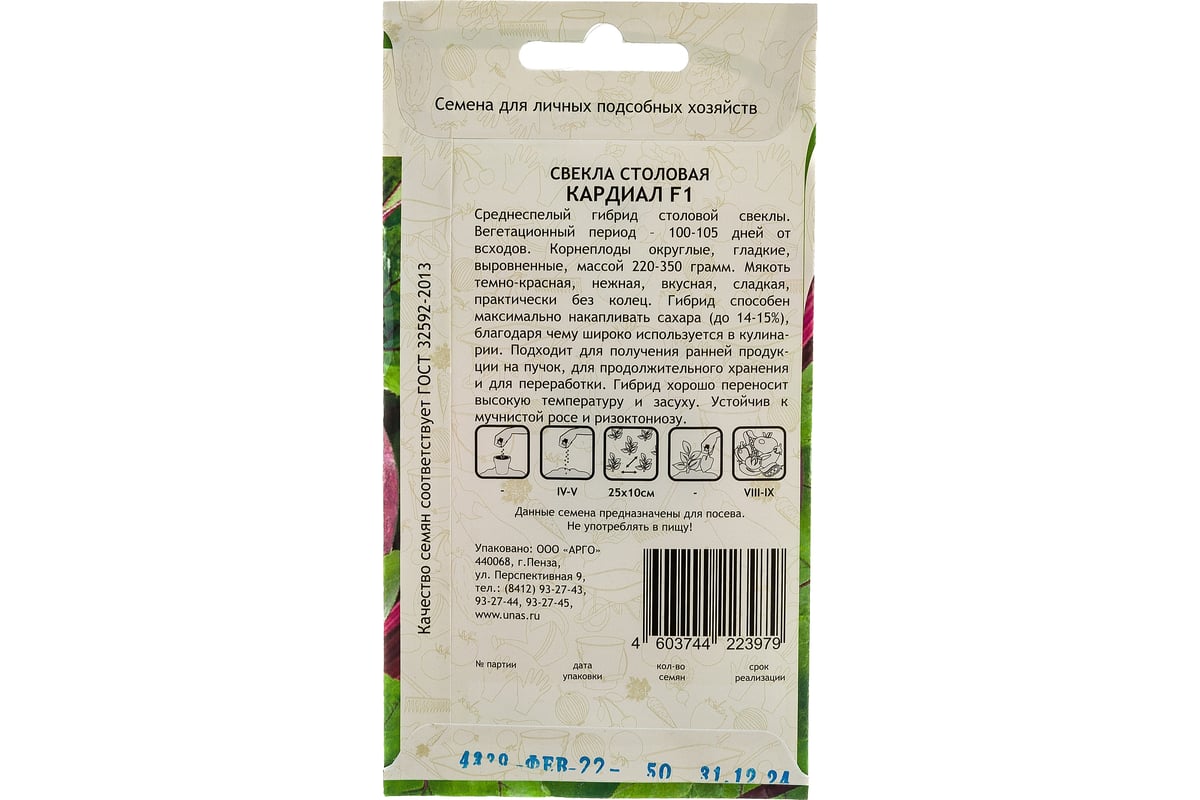 Семена для личных подсобных хозяйств
СВЕКЛА СТОЛОВАЯ
КАРДИАЛ F1
Среднеспелый гибрид столовой свеклы.
Вегетационный период - 100-105 дней от
всходов. Корнеплоды округлые, гладкие,
выровненные, массой 220-350 грамм. Мякоть
темно-красная, нежная, вкусная, сладкая,
практически без колец. Гибрид способен
максимально накапливать сахара (до 14-15%),
благодаря чему широко используется в кулина-
рии. Подходит для получения ранней продук-
ции на пучок, для продолжительного хранения
и для переработки. Гибрид хорошо переносит
высокую температуру и засуху. Устойчив к
мучнистой росе и ризоктониозу.
- IV-V 25х10см - VIII-IX
Данные семена предназначены для посева.
Не употреблять в пищу!
Упаковано: ООО «АРГО»
440068, г.Пенза,
ул. Перспективная 9,
тел.: (8412) 93-27-43,
93-27-44, 93-27-45,
www.unas.ru
4 603744 223979
№ партии
дата
упаковки
кол-во
семян
срок
реализации
ФЕВ-22- 50 31.12.24
Качество семян соответствует ГОСТ 32592-2013